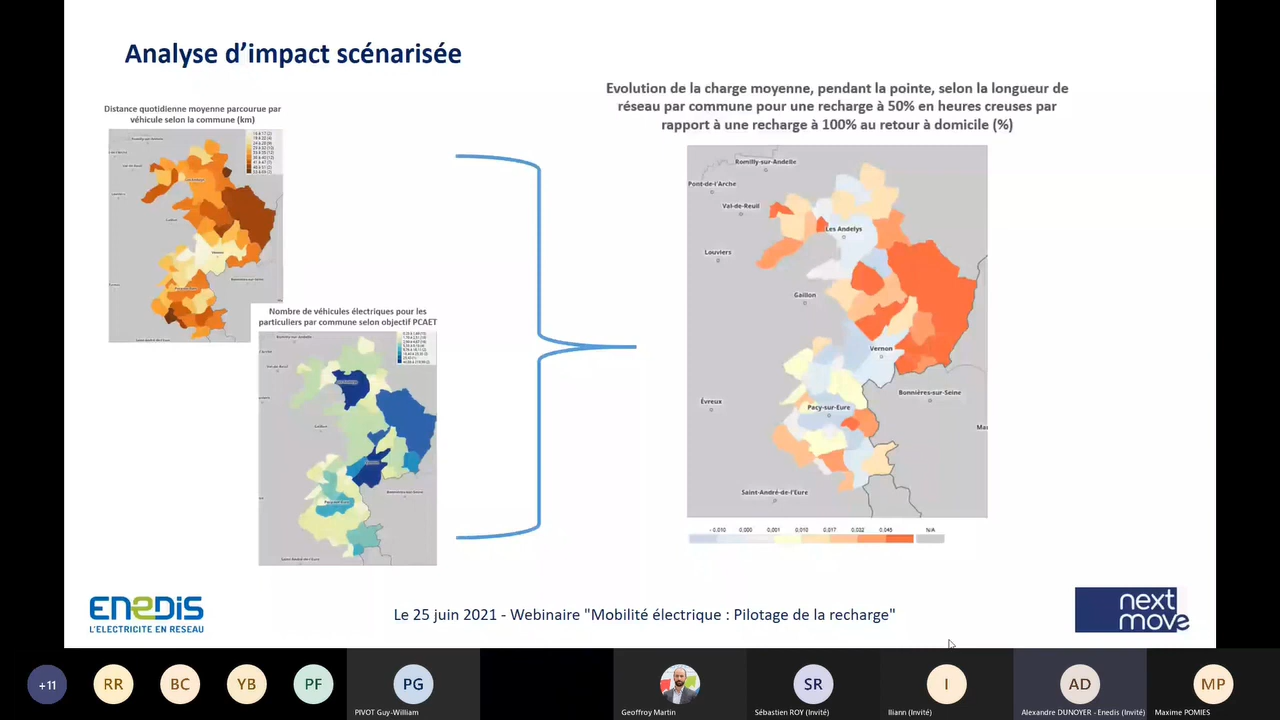 Analyse d'impact scénarisée
Distance quotidienne moyenne parcourue par
véhicule selon la commune (km)
Nombre de véhicules électriques pour les
particuliers par commune selon objectif PCAET
Evolution de la charge moyenne, pendant la pointe, selon la longueur de
réseau par commune pour une recharge à 50% en heures creuses par
rapport à une recharge à 100% au retour à domicile (%)
Romilly-sur-Andelle
Pont-de-l'Arche
Val-de-Reuil
Les Andelys
Louviers
Gaillon
Vernon
Bonnières-sur-Seine
Évreux
Pacy-sur-Eure
Saint-André-de-l'Eure
- 0,010 0,000 0,001 0,010 0,017 0,032 0,045 N/A
ENEDIS
L'ELECTRICITE EN RESEAU
Le 25 juin 2021 - Webinaire "Mobilité électrique : Pilotage de la recharge"
next
move
+11 RR BC YB PF PG SR I AD MP
PIVOT Guy-William
Geoffroy Martin
Sébastien ROY (Invité)
Iliann (Invité)
Alexandre DUNOYER - Enedis (Invité)
Maxime POMIES